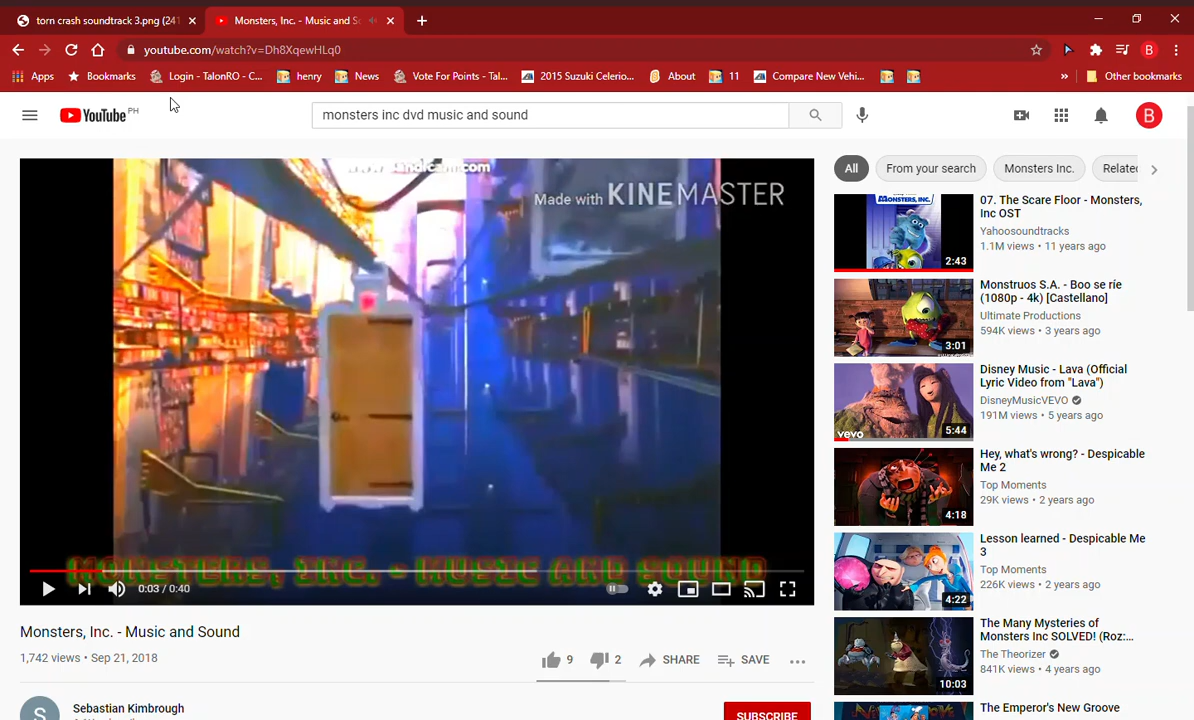 torn crash soundtrack 3.png (241
Monsters, Inc. - Music and So
youtube.com/watch?v=Dh8XqewHLq0
B
Apps
Bookmarks
Login - TalonRO - C...
henry
News
Vote For Points - Tal...
2015 Suzuki Celerio...
About
11
Compare New Vehi...
»
Other bookmarks
YouTube PH
monsters inc dvd music and sound
B
Made with KINEMASTER
MONSTERS, INC. - MUSIC AND SOUND
0:03 / 0:40
Monsters, Inc. - Music and Sound
1,742 views • Sep 21, 2018
9
2
SHARE
SAVE
S
Sebastian Kimbrough
SUBSCRIBE
All
From your search
Monsters Inc.
Related
MONSTERS, INC.
2:43
07. The Scare Floor - Monsters,
Inc OST
Yahoosoundtracks
1.1M views • 11 years ago
3:01
Monstruos S.A. - Boo se ríe
(1080p - 4k) [Castellano]
Ultimate Productions
594K views • 3 years ago
vevo
5:44
Disney Music - Lava (Official
Lyric Video from "Lava")
DisneyMusicVEVO
191M views • 5 years ago
4:18
Hey, what's wrong? - Despicable
Me 2
Top Moments
29K views • 2 years ago
4:22
Lesson learned - Despicable Me
3
Top Moments
226K views • 2 years ago
10:03
The Many Mysteries of
Monsters Inc SOLVED! (Roz:...
The Theorizer
841K views • 4 years ago
The Emperor's New Groove